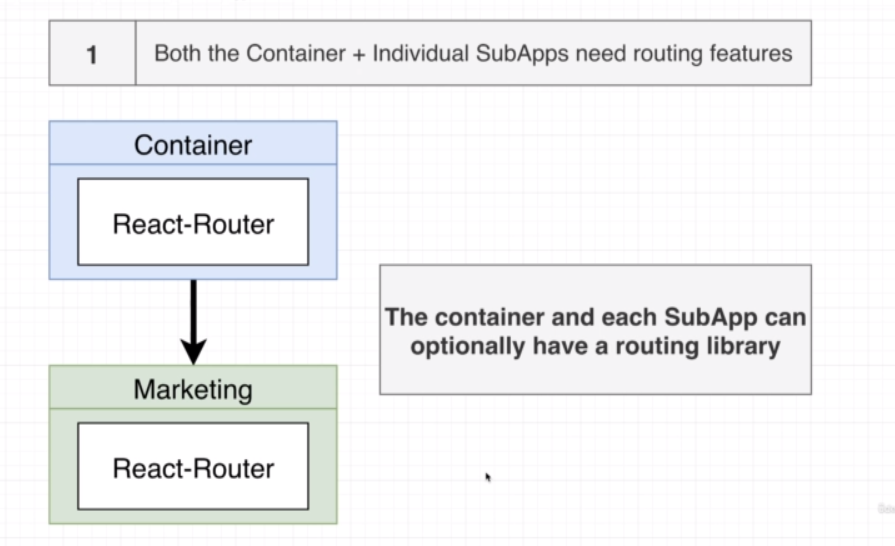 1
Both the Container + Individual SubApps need routing features
Container
React-Router
The container and each SubApp can
optionally have a routing library
Marketing
React-Router